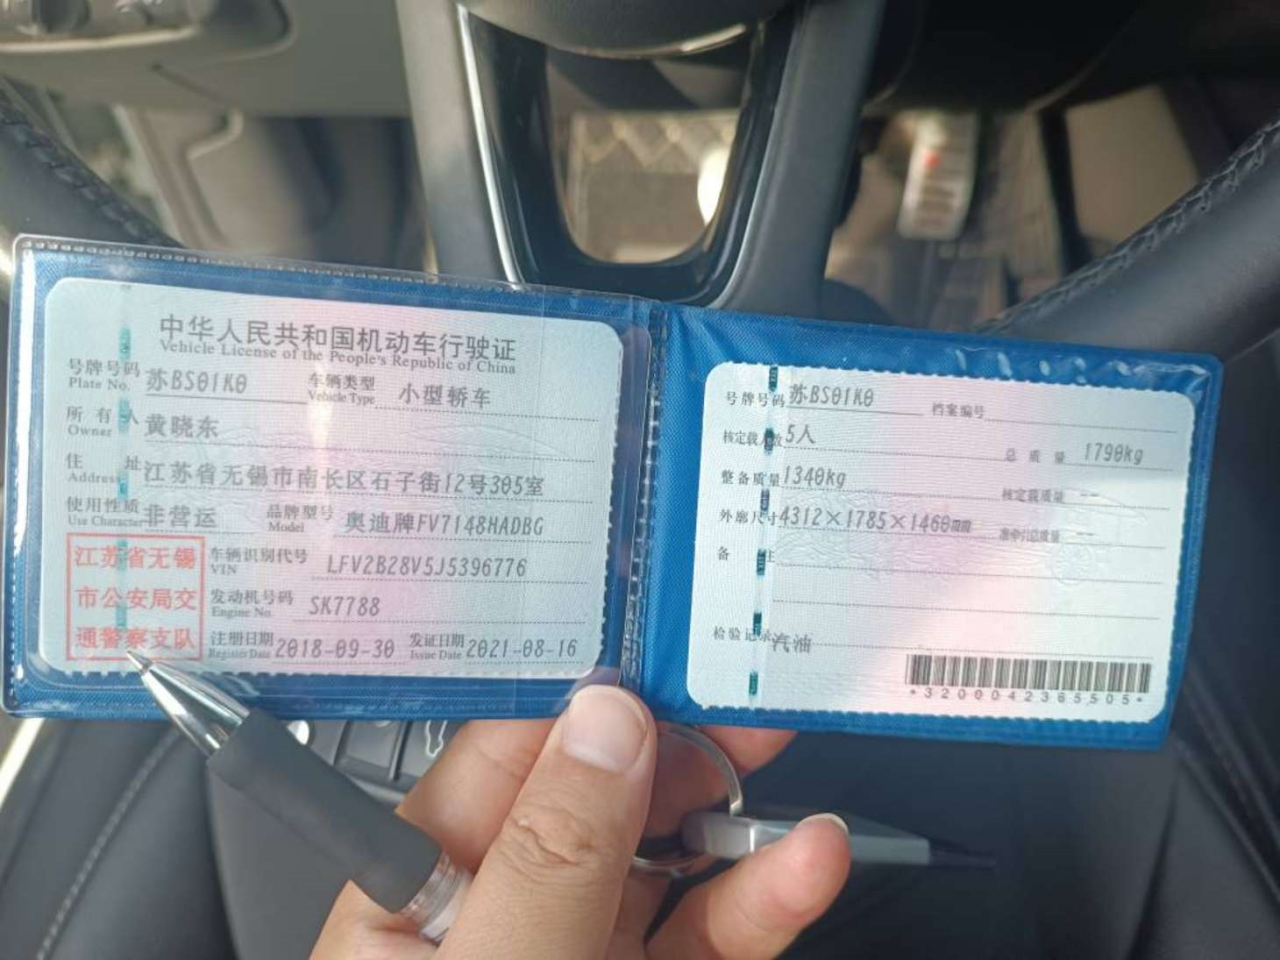 中华人民共和国机动车行驶证
Vehicle License of the People's Republic of China
号牌号码 苏BS01K0 车辆类型 小型轿车
Plate No. Vehicle Type
所有人 黄晓东
Owner
住址 江苏省无锡市南长区石子街12号305室
Address
使用性质 非营运 品牌型号 奥迪牌FV7148HADBG
Use Character Model
江苏省无锡
市公安局交
通警察支队
车辆识别代号 LFV2B28V5J5396776
VIN
发动机号码 SK7788
Engine No.
注册日期 2018-09-30 发证日期 2021-08-16
Register Date Issue Date
号牌号码 苏BS01K0 档案编号
核定载人数 5人 总质量 1790kg
整备质量 1340kg 核定载质量 --
外廓尺寸 4312×1785×1460mm 准牵引总质量 --
备注
检验记录 汽油
*3200042385505*